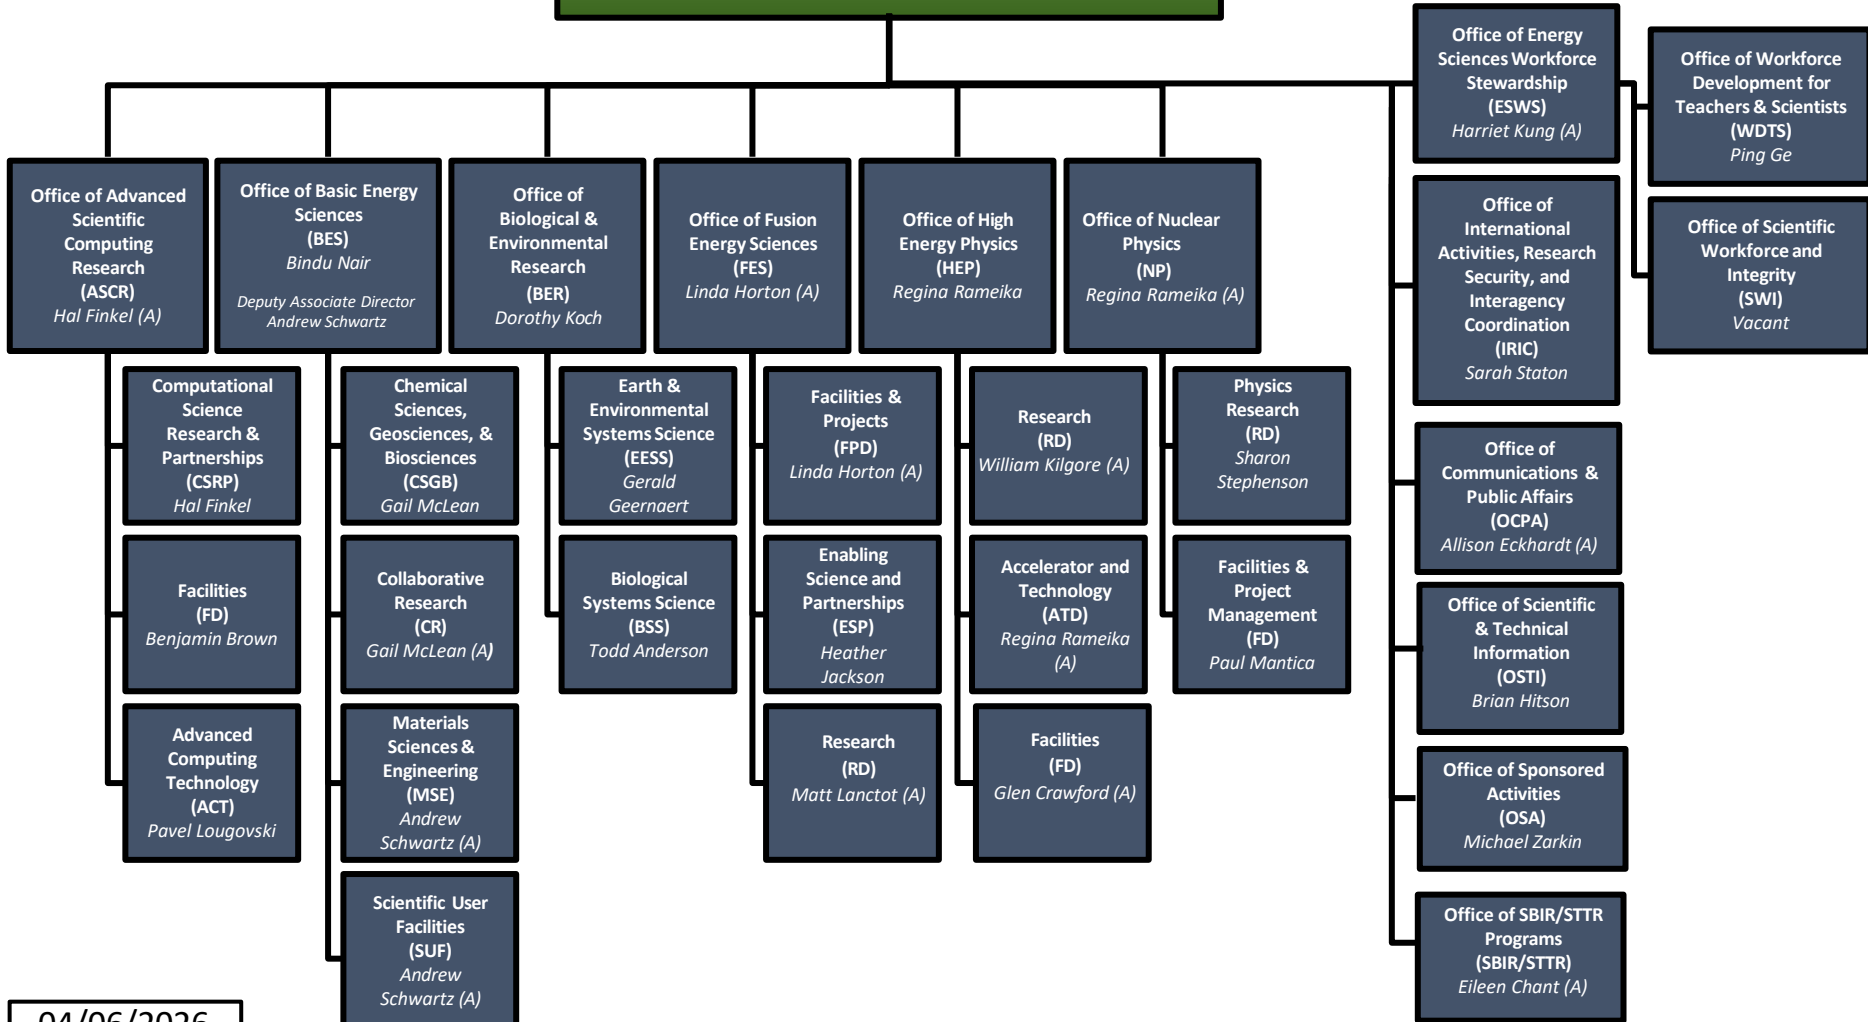 Office of Energy
Sciences Workforce
Stewardship
(ESWS)
Harriet Kung (A)
Office of Workforce
Development for
Teachers & Scientists
(WDTS)
Ping Ge
Office of Advanced
Scientific
Computing
Research
(ASCR)
Hal Finkel (A)
Office of Basic Energy
Sciences
(BES)
Bindu Nair
Deputy Associate Director
Andrew Schwartz
Office of
Biological &
Environmental
Research
(BER)
Dorothy Koch
Office of Fusion
Energy Sciences
(FES)
Linda Horton (A)
Office of High
Energy Physics
(HEP)
Regina Rameika
Office of Nuclear
Physics
(NP)
Regina Rameika (A)
Office of
International
Activities, Research
Security, and
Interagency
Coordination
(IRIC)
Sarah Staton
Office of Scientific
Workforce and
Integrity
(SWI)
Vacant
Computational
Science
Research &
Partnerships
(CSRP)
Hal Finkel
Chemical
Sciences,
Geosciences, &
Biosciences
(CSGB)
Gail McLean
Earth &
Environmental
Systems Science
(EESS)
Gerald
Geernaert
Facilities &
Projects
(FPD)
Linda Horton (A)
Research
(RD)
William Kilgore (A)
Physics
Research
(RD)
Sharon
Stephenson
Office of
Communications &
Public Affairs
(OCPA)
Allison Eckhardt (A)
Facilities
(FD)
Benjamin Brown
Collaborative
Research
(CR)
Gail McLean (A)
Biological
Systems Science
(BSS)
Todd Anderson
Enabling
Science and
Partnerships
(ESP)
Heather
Jackson
Accelerator and
Technology
(ATD)
Regina Rameika
(A)
Facilities &
Project
Management
(FD)
Paul Mantica
Office of Scientific
& Technical
Information
(OSTI)
Brian Hitson
Advanced
Computing
Technology
(ACT)
Pavel Lougovski
Materials
Sciences &
Engineering
(MSE)
Andrew
Schwartz (A)
Research
(RD)
Matt Lanctot (A)
Facilities
(FD)
Glen Crawford (A)
Office of Sponsored
Activities
(OSA)
Michael Zarkin
Scientific User
Facilities
(SUF)
Andrew
Schwartz (A)
Office of SBIR/STTR
Programs
(SBIR/STTR)
Eileen Chant (A)
04/06/2026